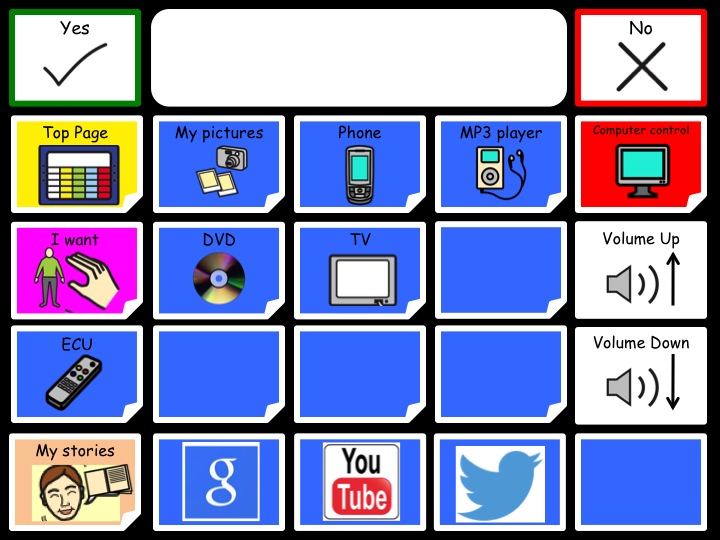 Yes
No
Top Page
My pictures
Phone
MP3 player
Computer control
I want
DVD
TV
Volume Up
ECU
Volume Down
My stories
g
You
Tube